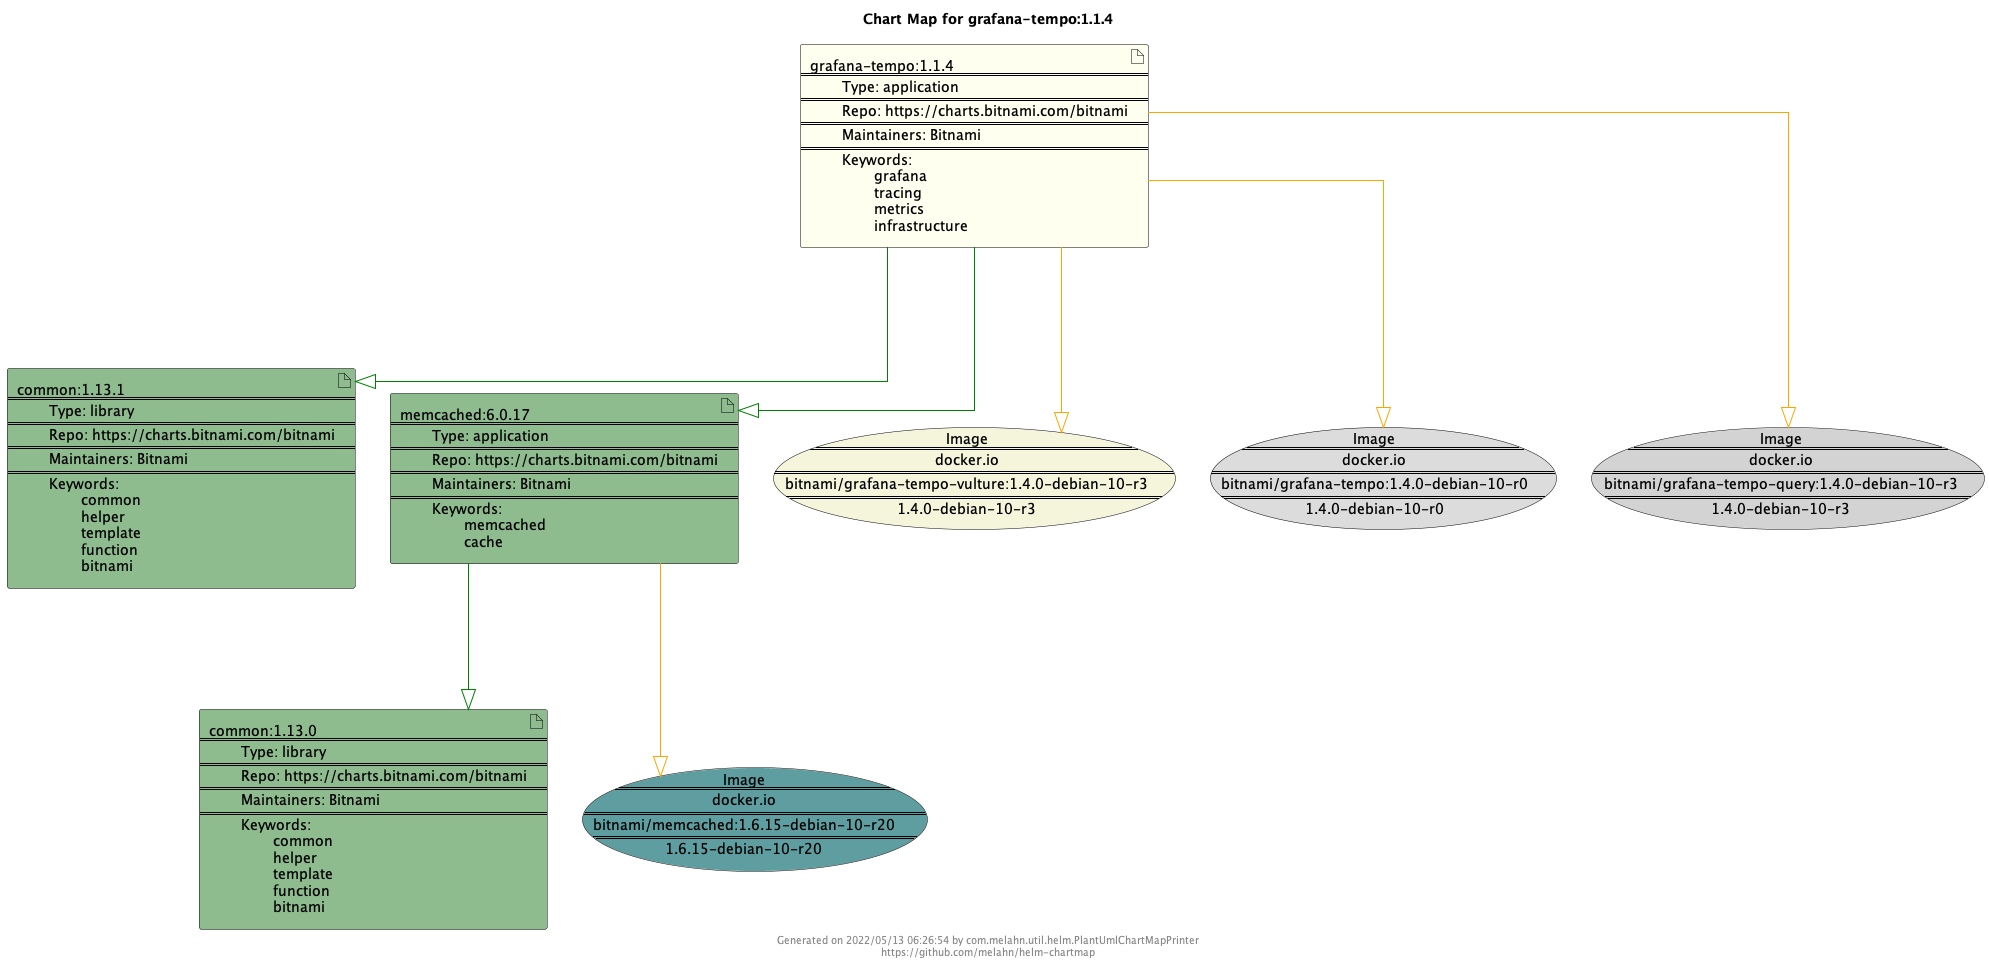 Chart Map for grafana-tempo:1.1.4
grafana-tempo:1.1.4
Type: application
Repo: https://charts.bitnami.com/bitnami
Maintainers: Bitnami
Keywords:
grafana
tracing
metrics
infrastructure
common:1.13.1
Type: library
Repo: https://charts.bitnami.com/bitnami
Maintainers: Bitnami
Keywords:
common
helper
template
function
bitnami
memcached:6.0.17
Type: application
Repo: https://charts.bitnami.com/bitnami
Maintainers: Bitnami
Keywords:
memcached
cache
Image
docker.io
bitnami/grafana-tempo-vulture:1.4.0-debian-10-r3
1.4.0-debian-10-r3
Image
docker.io
bitnami/grafana-tempo:1.4.0-debian-10-r0
1.4.0-debian-10-r0
Image
docker.io
bitnami/grafana-tempo-query:1.4.0-debian-10-r3
1.4.0-debian-10-r3
common:1.13.0
Type: library
Repo: https://charts.bitnami.com/bitnami
Maintainers: Bitnami
Keywords:
common
helper
template
function
bitnami
Image
docker.io
bitnami/memcached:1.6.15-debian-10-r20
1.6.15-debian-10-r20
Generated on 2022/05/13 06:26:54 by com.melahn.util.helm.PlantUmlChartMapPrinter
https://github.com/melahn/helm-chartmap